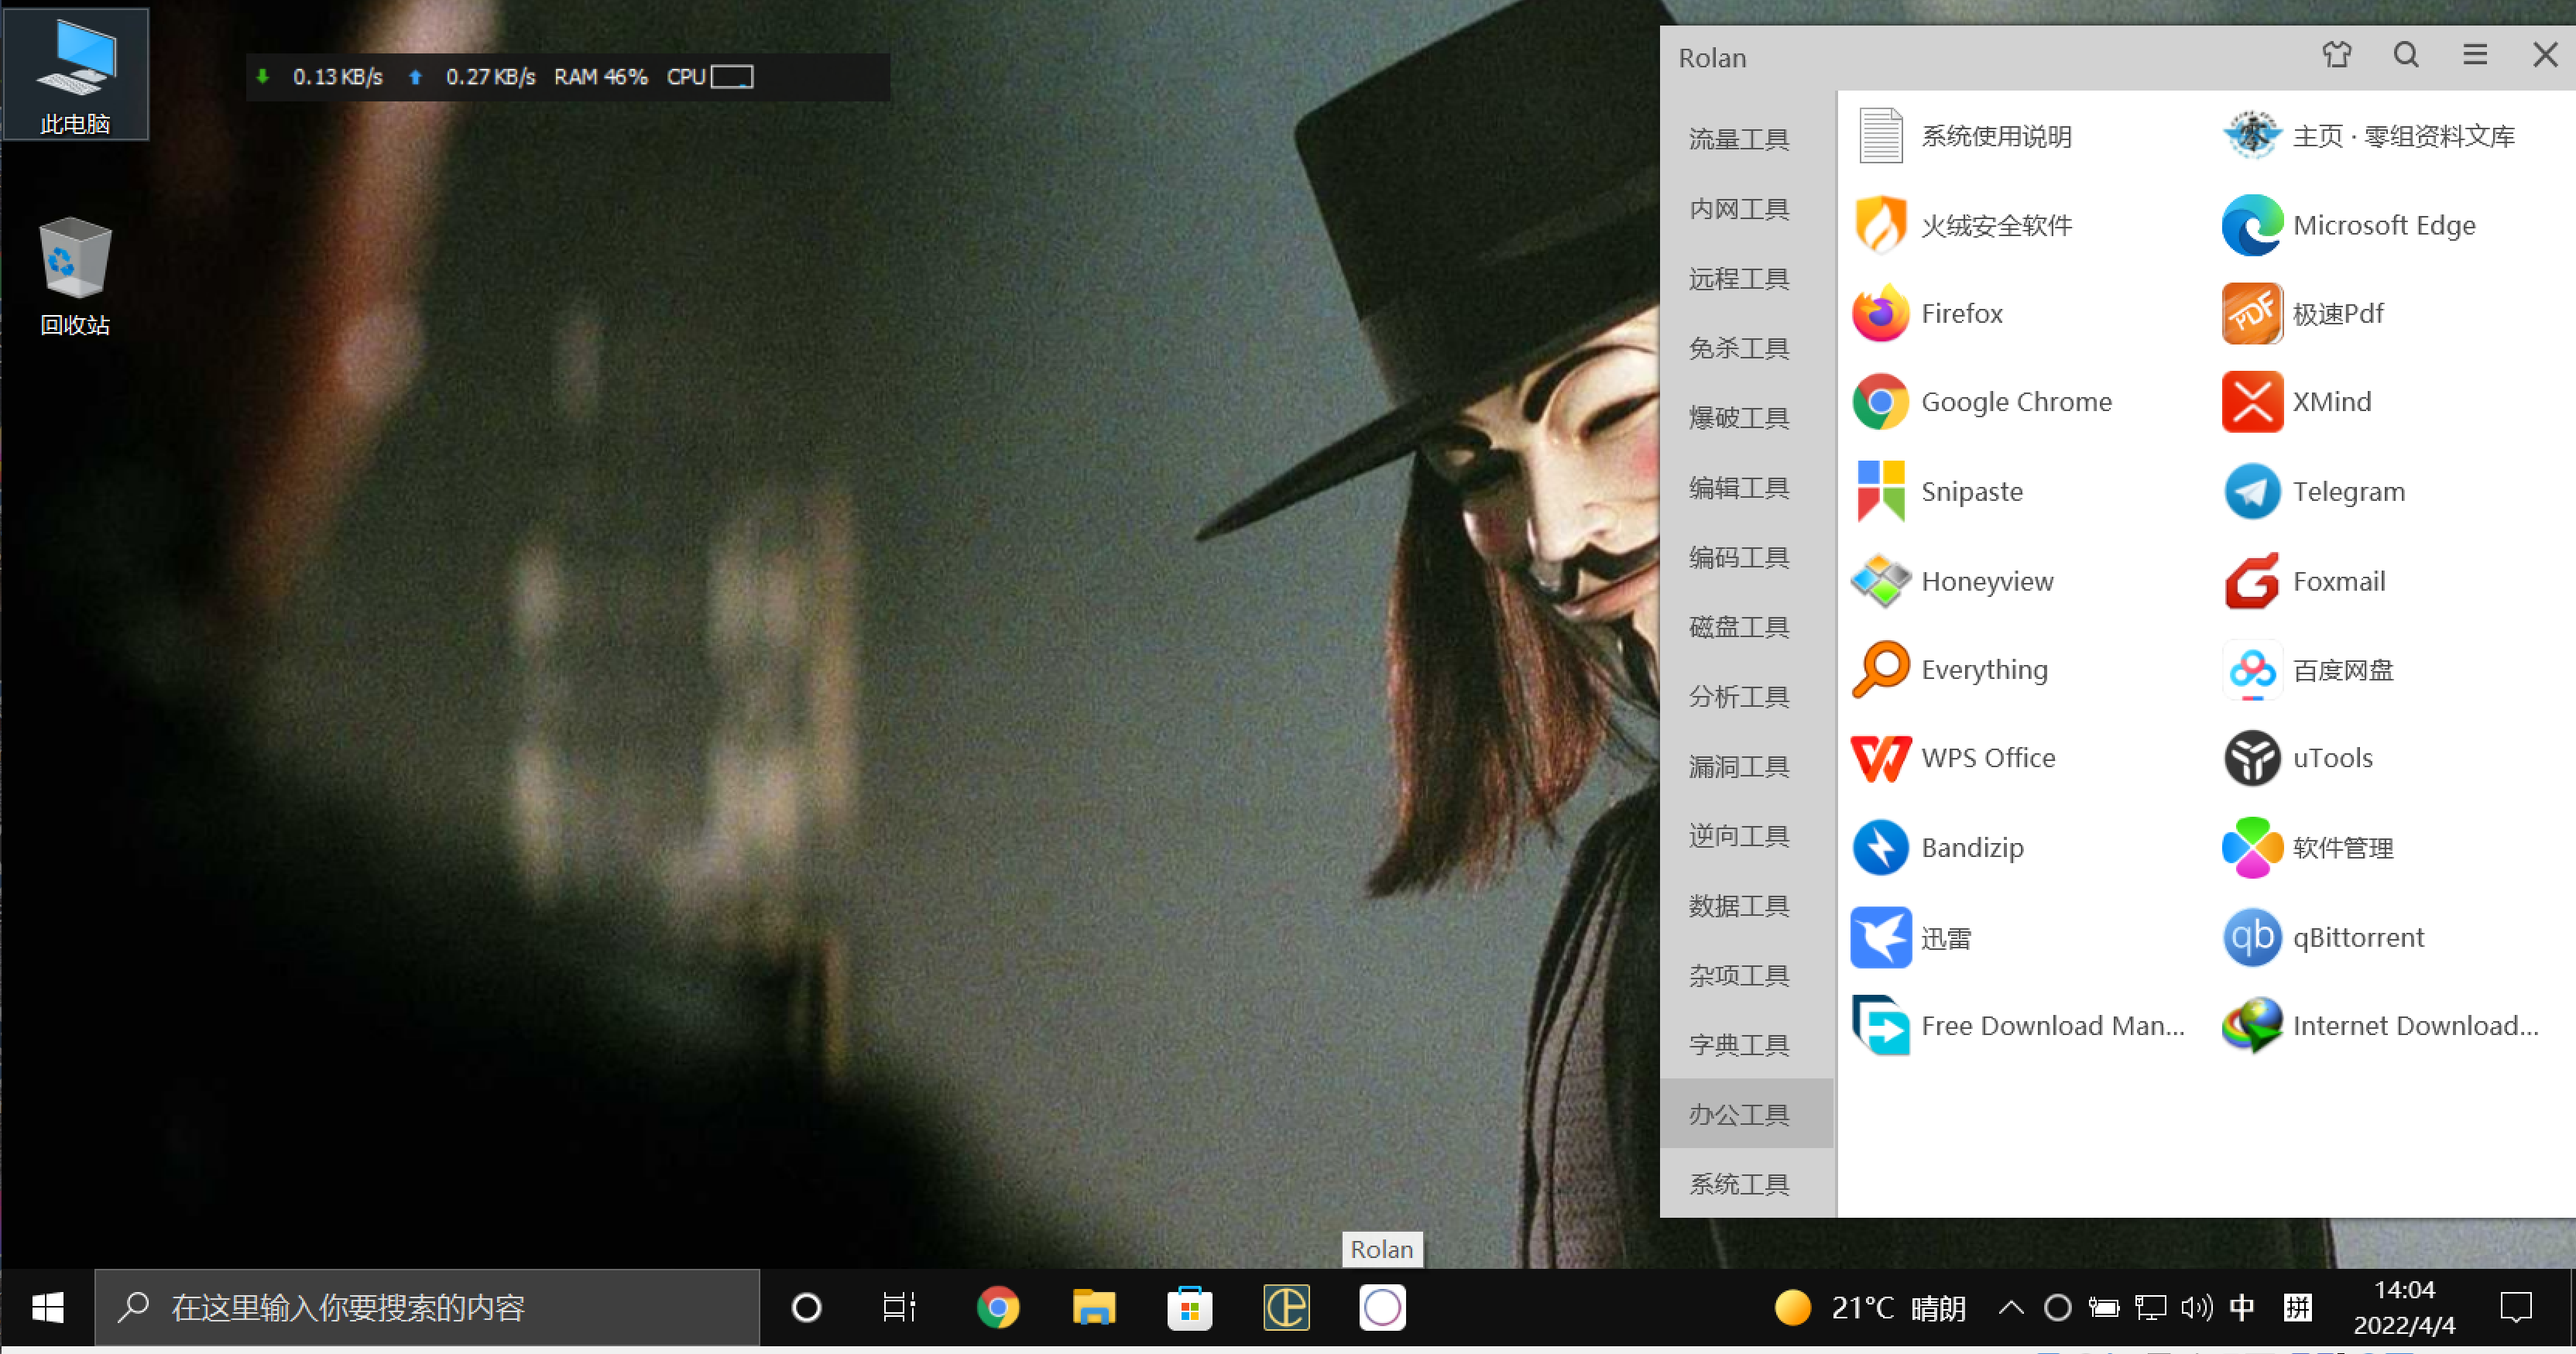 此电脑
回收站
0.13 KB/s 0.27 KB/s RAM 46% CPU
Rolan
流量工具
内网工具
远程工具
免杀工具
爆破工具
编辑工具
编码工具
磁盘工具
分析工具
漏洞工具
逆向工具
数据工具
杂项工具
字典工具
办公工具
系统工具
系统使用说明
主页 · 零组资料文库
火绒安全软件
Microsoft Edge
Firefox
极速Pdf
Google Chrome
XMind
Snipaste
Telegram
Honeyview
Foxmail
Everything
百度网盘
WPS Office
uTools
Bandizip
软件管理
迅雷
qBittorrent
Free Download Man...
Internet Download...
Rolan
在这里输入你要搜索的内容
21°C 晴朗
中
拼
14:04
2022/4/4